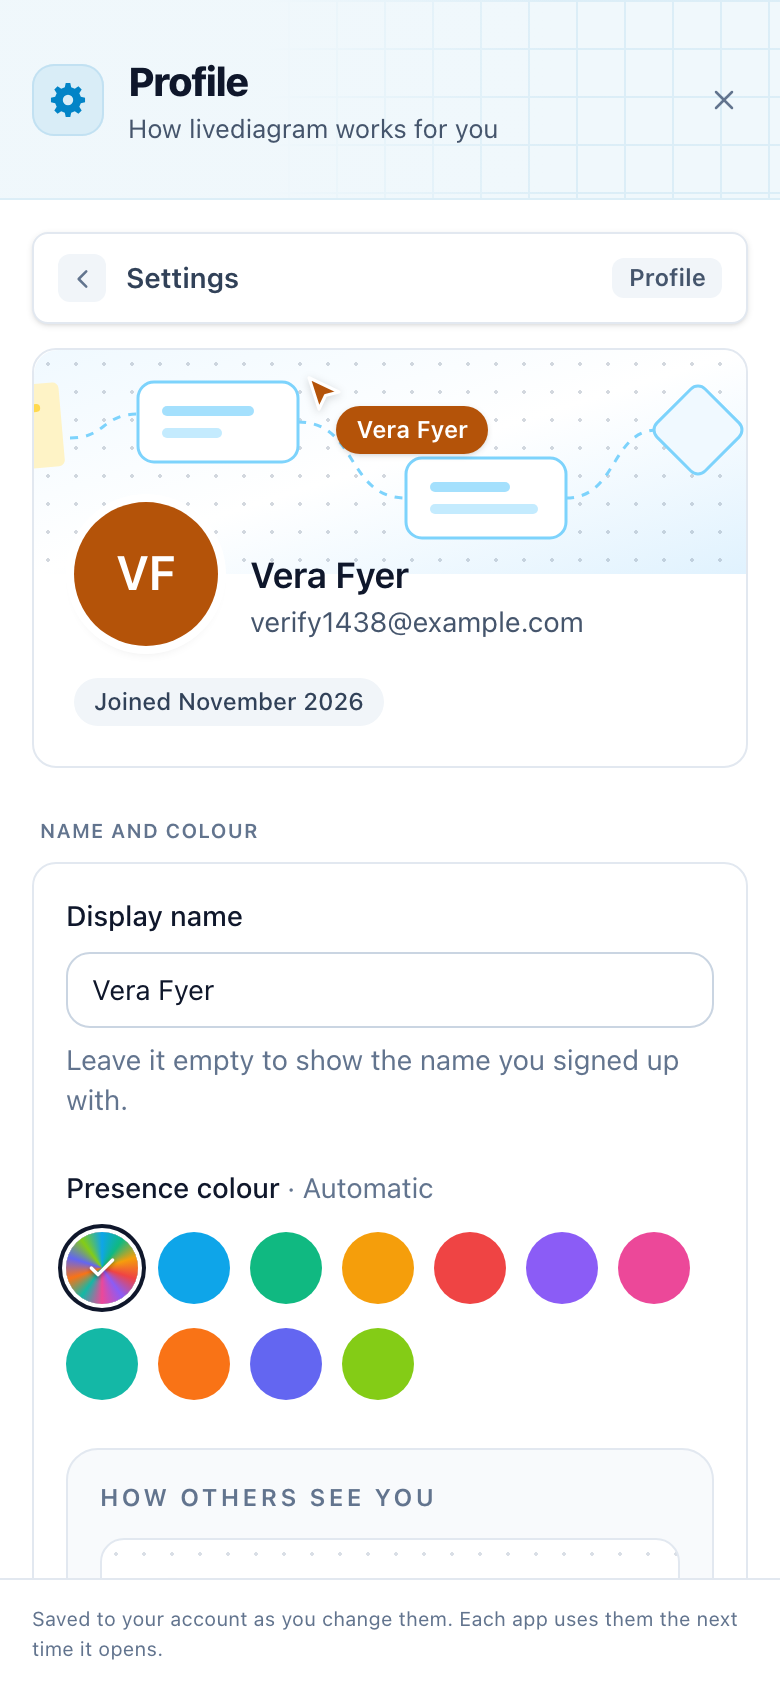 Profile
How livediagram works for you
Settings
Profile
Vera Fyer
VF
Vera Fyer
verify1438@example.com
Joined November 2026
NAME AND COLOUR
Display name
Vera Fyer
Leave it empty to show the name you signed up
with.
Presence colour · Automatic
HOW OTHERS SEE YOU
Saved to your account as you change them. Each app uses them the next
time it opens.